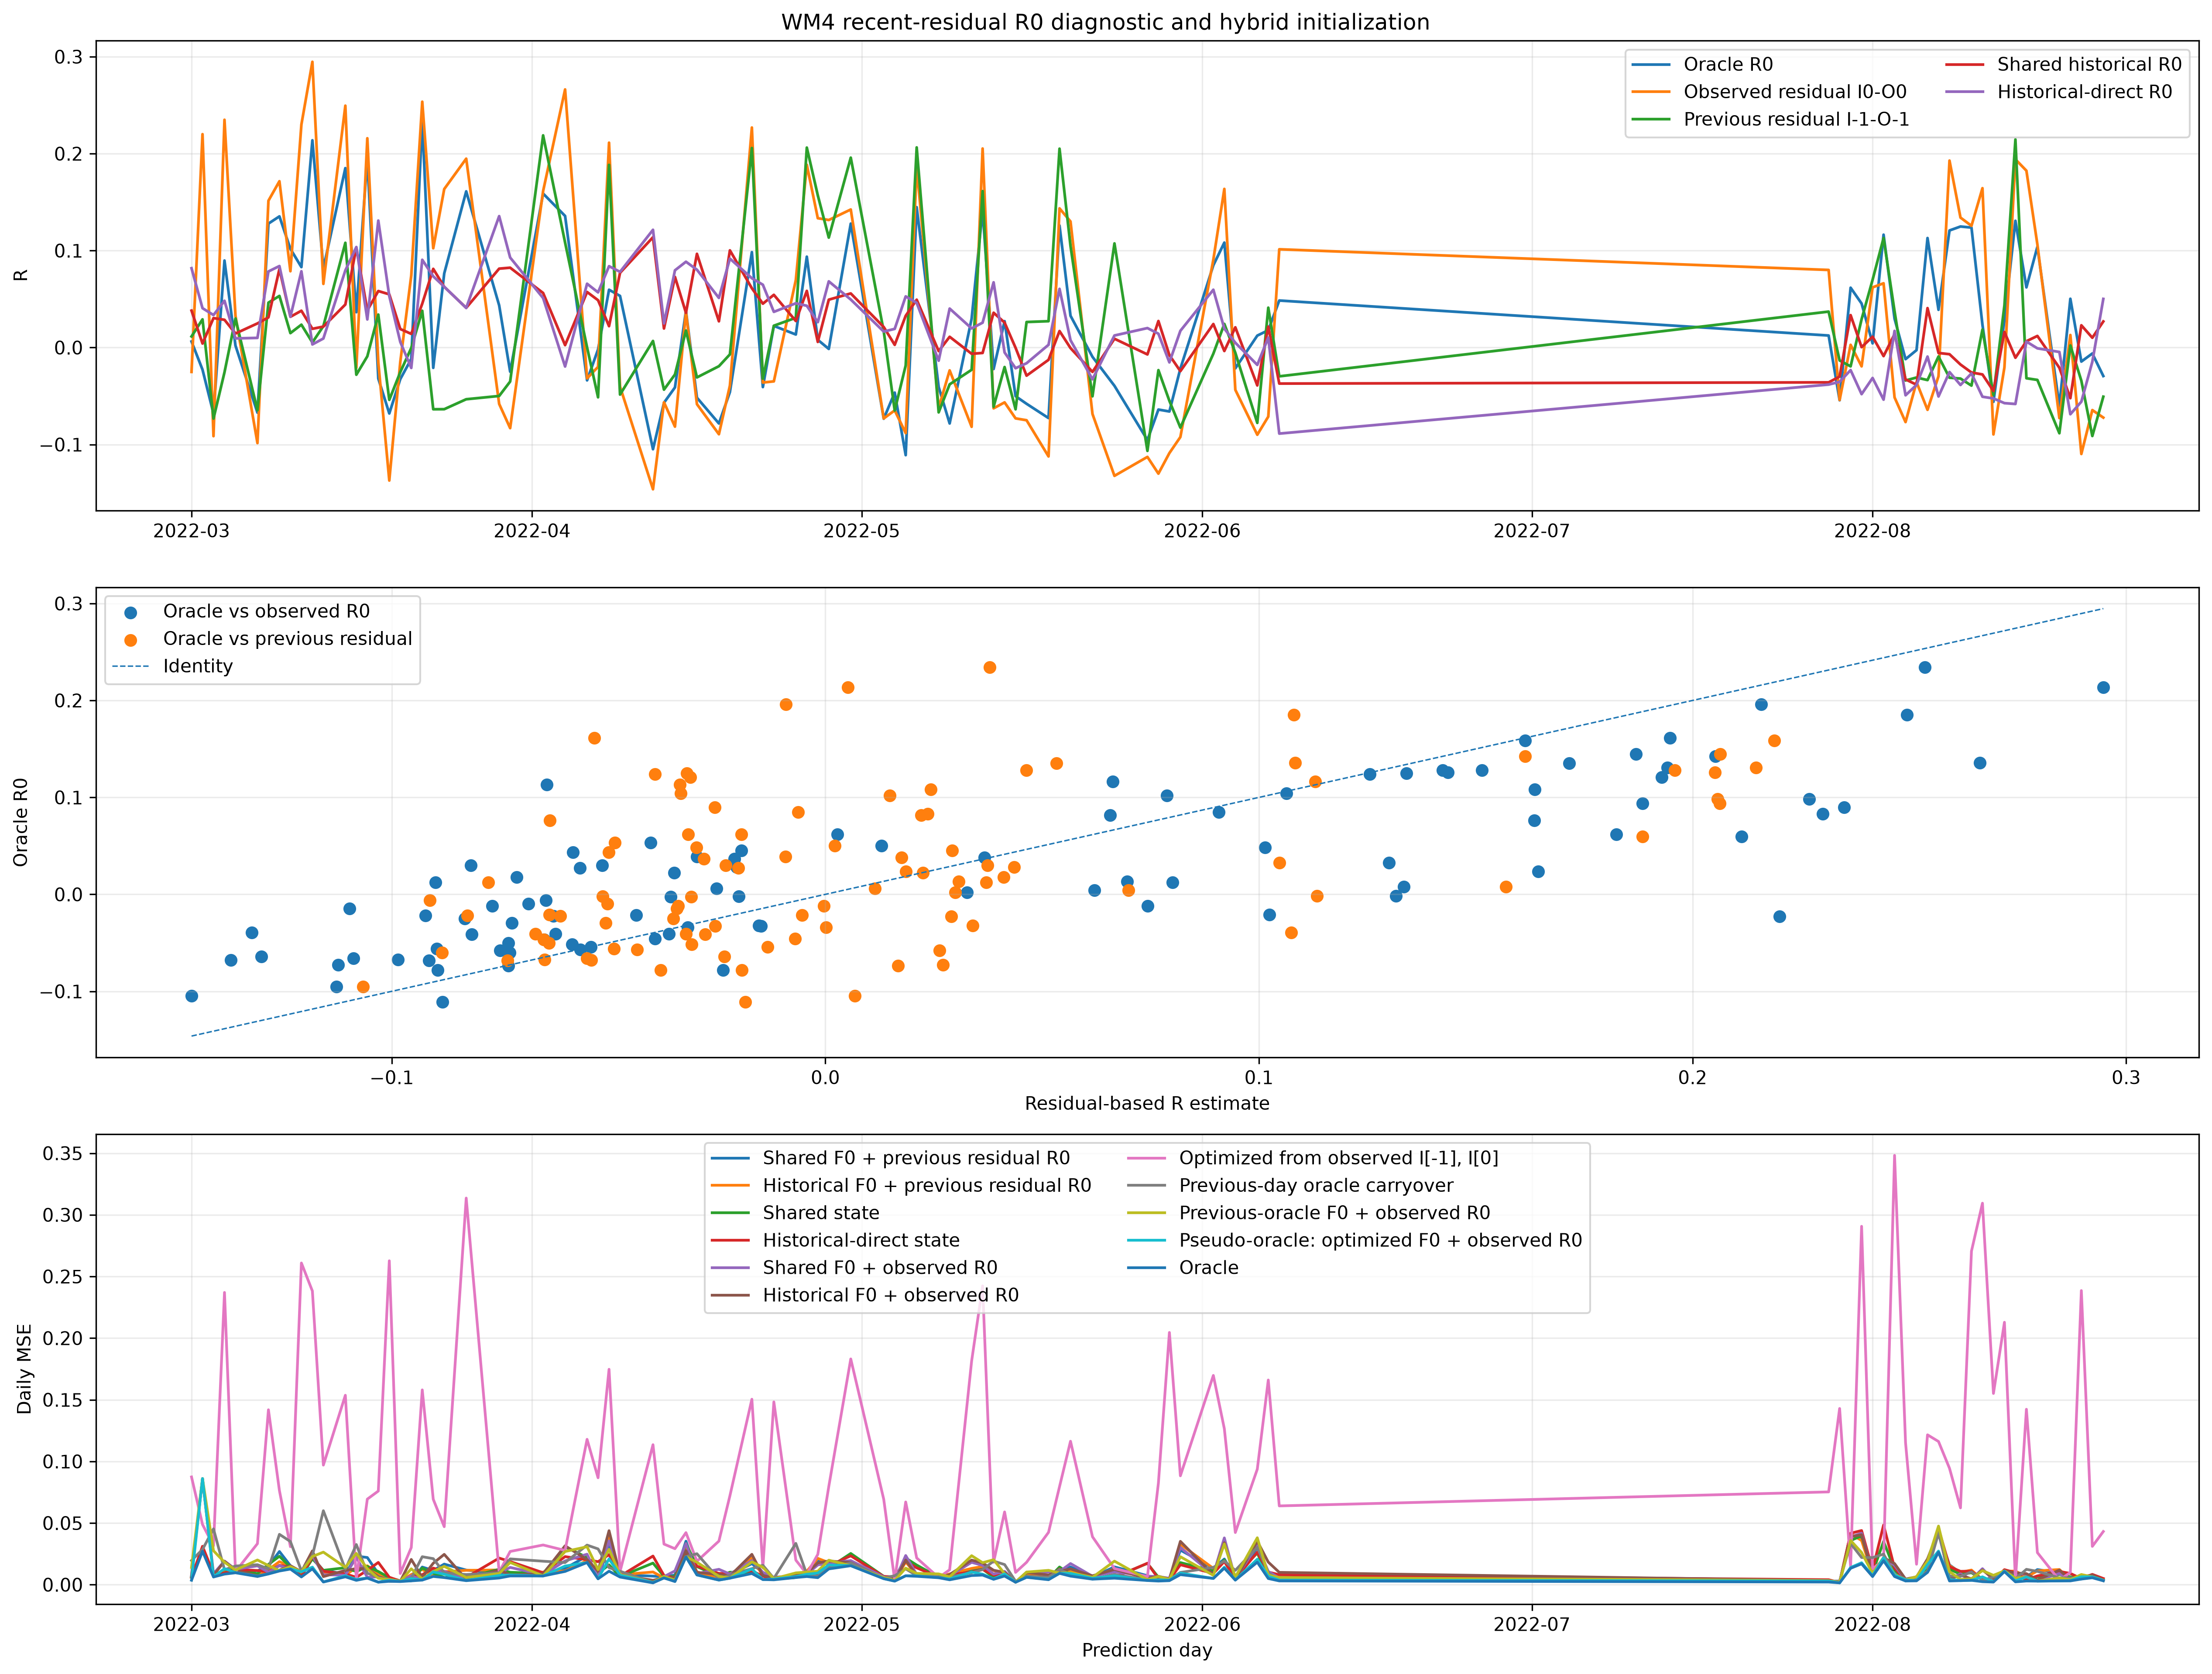 WM4 recent-residual R0 diagnostic and hybrid initialization
0.3
0.2
0.1
0.0
−0.1
R
Oracle R0
Observed residual I0-O0
Previous residual I-1-O-1
Shared historical R0
Historical-direct R0
2022-03
2022-04
2022-05
2022-06
2022-07
2022-08
0.3
0.2
0.1
0.0
−0.1
Oracle R0
Oracle vs observed R0
Oracle vs previous residual
Identity
−0.1
0.0
0.1
0.2
0.3
Residual-based R estimate
0.35
0.30
0.25
0.20
0.15
0.10
0.05
0.00
Daily MSE
Shared F0 + previous residual R0
Historical F0 + previous residual R0
Shared state
Historical-direct state
Shared F0 + observed R0
Historical F0 + observed R0
Optimized from observed I[-1], I[0]
Previous-day oracle carryover
Previous-oracle F0 + observed R0
Pseudo-oracle: optimized F0 + observed R0
Oracle
2022-03
2022-04
2022-05
2022-06
2022-07
2022-08
Prediction day